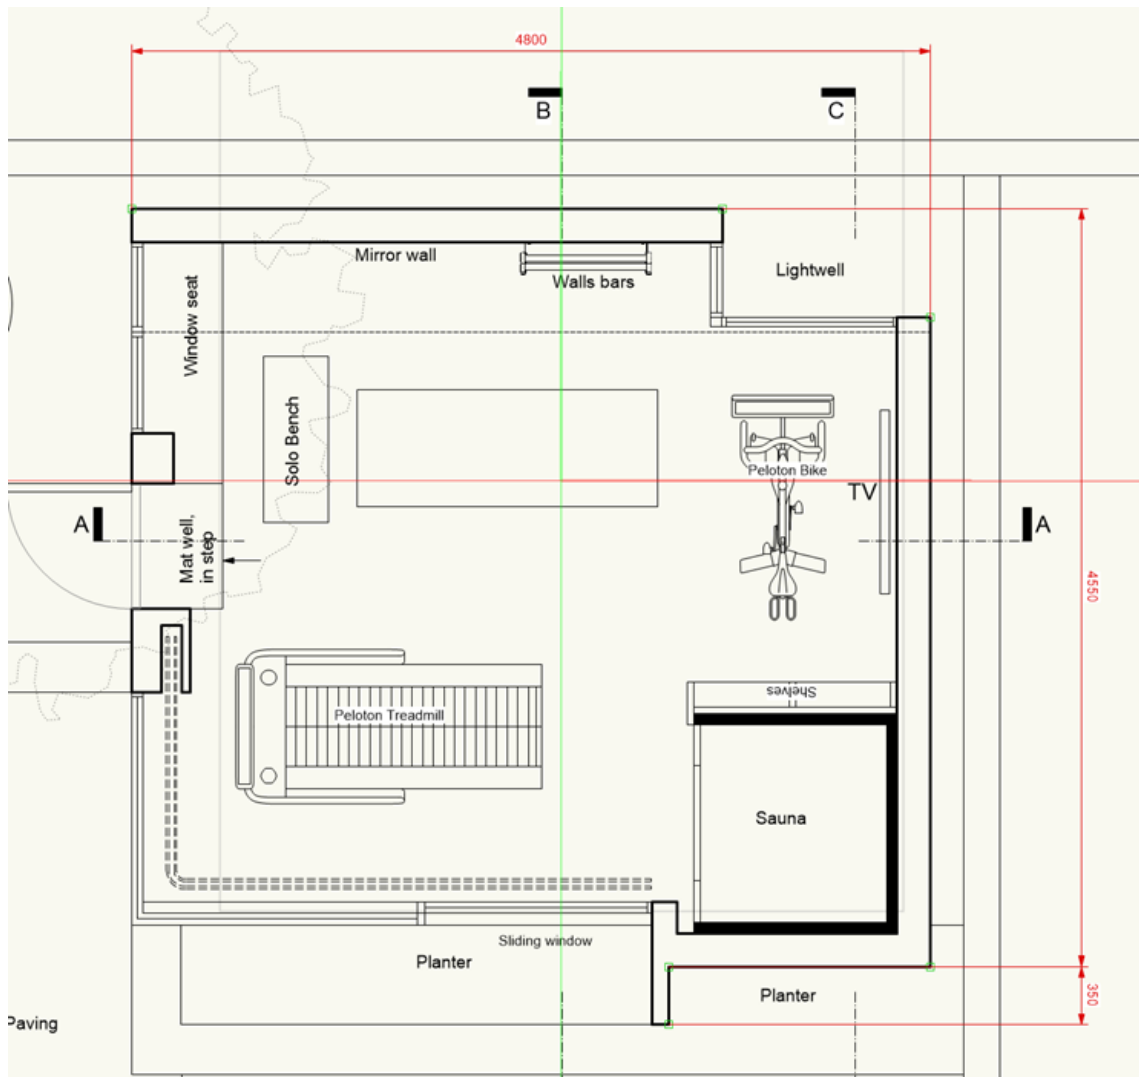 4800
B
C
Mirror wall
Walls bars
Lightwell
Window seat
Solo Bench
Peloton Bike
TV
A
A
Mat well,
in step
4550
Shelves
Peloton Treadmill
Sauna
Sliding window
Planter
Planter
350
Paving